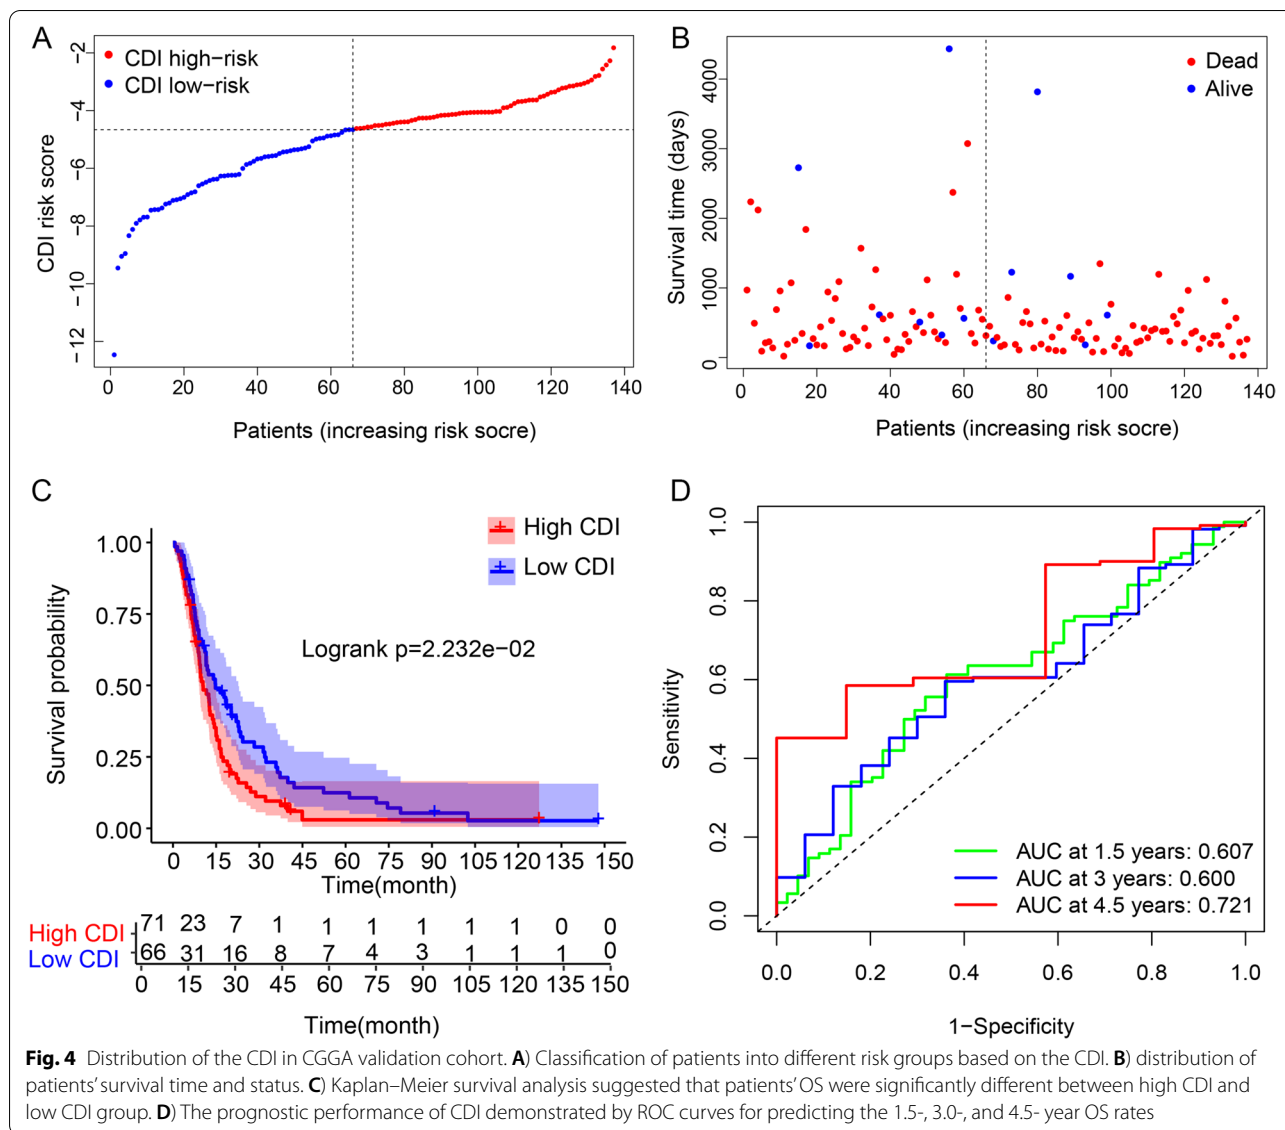 A
CDI high−risk
CDI low−risk
CDI risk score
−2
−4
−6
−8
−10
−12
0 20 40 60 80 100 120 140
Patients (increasing risk socre)
B
Dead
Alive
Survival time (days)
4000
3000
2000
1000
0
0 20 40 60 80 100 120 140
Patients (increasing risk socre)
C
High CDI
Low CDI
Survival probability
1.00
0.75
0.50
0.25
0.00
Logrank p=2.232e−02
0 15 30 45 60 75 90 105 120 135 150
Time(month)
High CDI 71 23 7 1 1 1 1 1 1 0 0
Low CDI 66 31 16 8 7 4 3 1 1 1 0
0 15 30 45 60 75 90 105 120 135 150
Time(month)
D
Sensitivity
1.0
0.8
0.6
0.4
0.2
0.0
AUC at 1.5 years: 0.607
AUC at 3 years: 0.600
AUC at 4.5 years: 0.721
0.0 0.2 0.4 0.6 0.8 1.0
1−Specificity
Fig. 4 Distribution of the CDI in CGGA validation cohort. A) Classification of patients into different risk groups based on the CDI. B) distribution of
patients' survival time and status. C) Kaplan–Meier survival analysis suggested that patients' OS were significantly different between high CDI and
low CDI group. D) The prognostic performance of CDI demonstrated by ROC curves for predicting the 1.5-, 3.0-, and 4.5- year OS rates